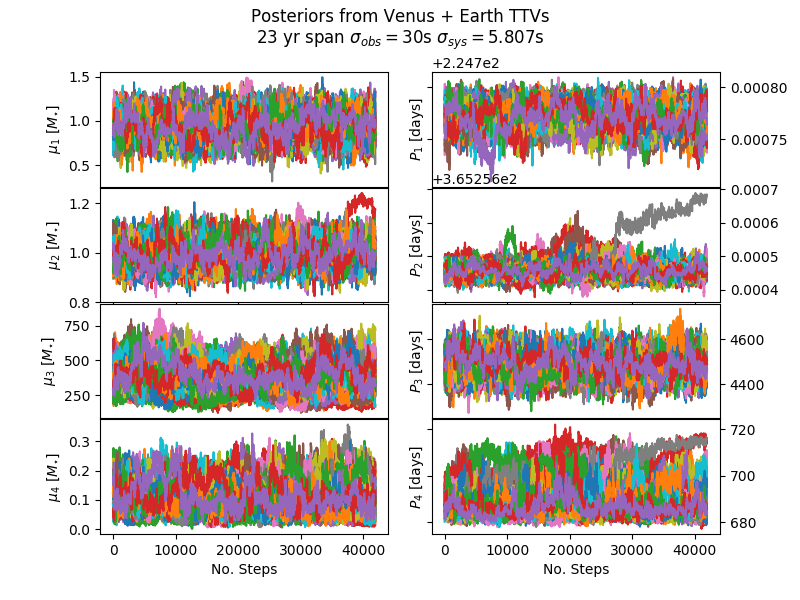 Posteriors from Venus + Earth TTVs
23 yr span σ_obs = 30s σ_sys = 5.807s
+2.247e2
1.5
1.0
0.5
μ₁ [M⋆]
P₁ [days]
0.00080
0.00075
+3.65256e2
1.2
1.0
0.8
μ₂ [M⋆]
P₂ [days]
0.0007
0.0006
0.0005
0.0004
750
500
250
μ₃ [M⋆]
P₃ [days]
4600
4400
0.3
0.2
0.1
0.0
μ₄ [M⋆]
P₄ [days]
720
700
680
0 10000 20000 30000 40000
0 10000 20000 30000 40000
No. Steps
No. Steps